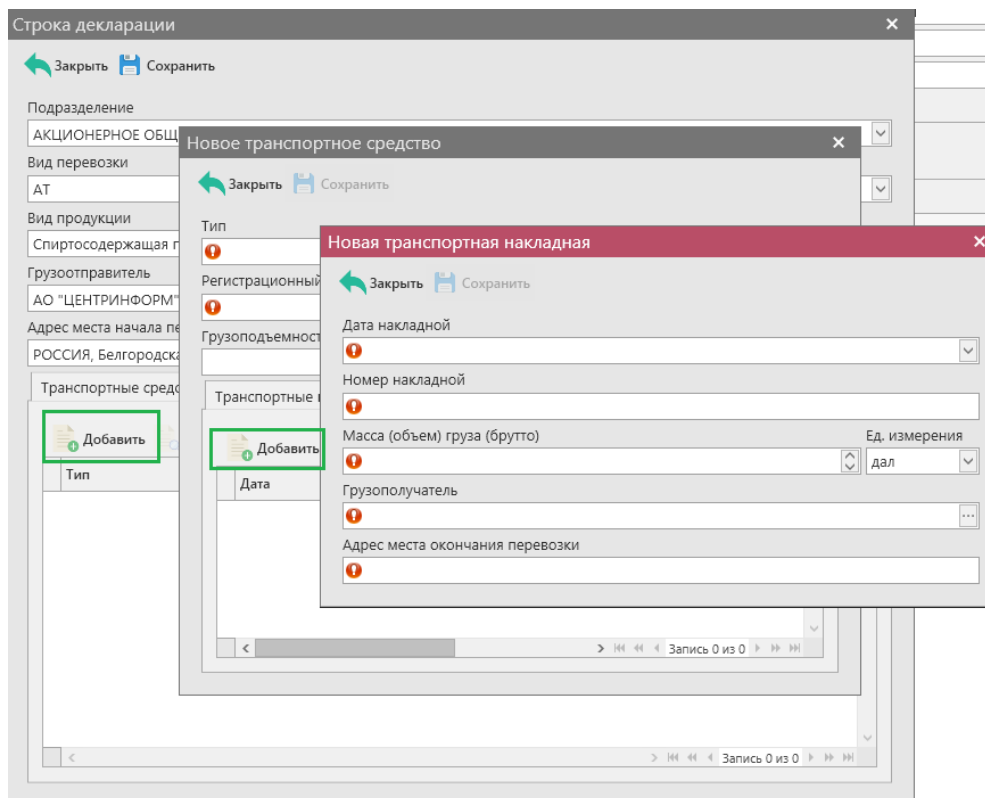 Строка декларации
Закрыть Сохранить
Подразделение
АКЦИОНЕРНОЕ ОБЩ
Вид перевозки
АТ
Вид продукции
Спиртосодержащая п
Грузоотправитель
АО "ЦЕНТРИНФОРМ"
Адрес места начала пе
РОССИЯ, Белгородска
Транспортные средс
Добавить
Тип
Запись 0 из 0
Новое транспортное средство
Закрыть Сохранить
Тип
Регистрационный
Грузоподъемност
Транспортные
Добавить
Дата
Запись 0 из 0
Новая транспортная накладная
Закрыть Сохранить
Дата накладной
Номер накладной
Масса (объем) груза (брутто) Ед. измерения
дал
Грузополучатель
Адрес места окончания перевозки